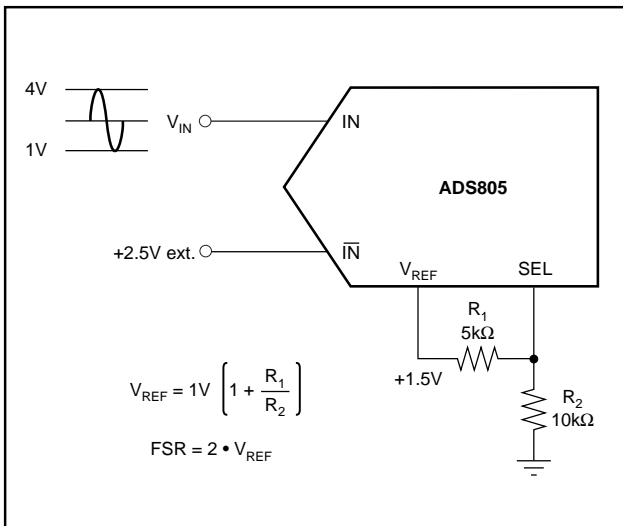 4V
1V
V_IN
IN
ADS805
+2.5V ext.
I̅N̅
V_REF
SEL
R_1
5kΩ
+1.5V
R_2
10kΩ
V_REF = 1V [1 + R_1/R_2]
FSR = 2 • V_REF